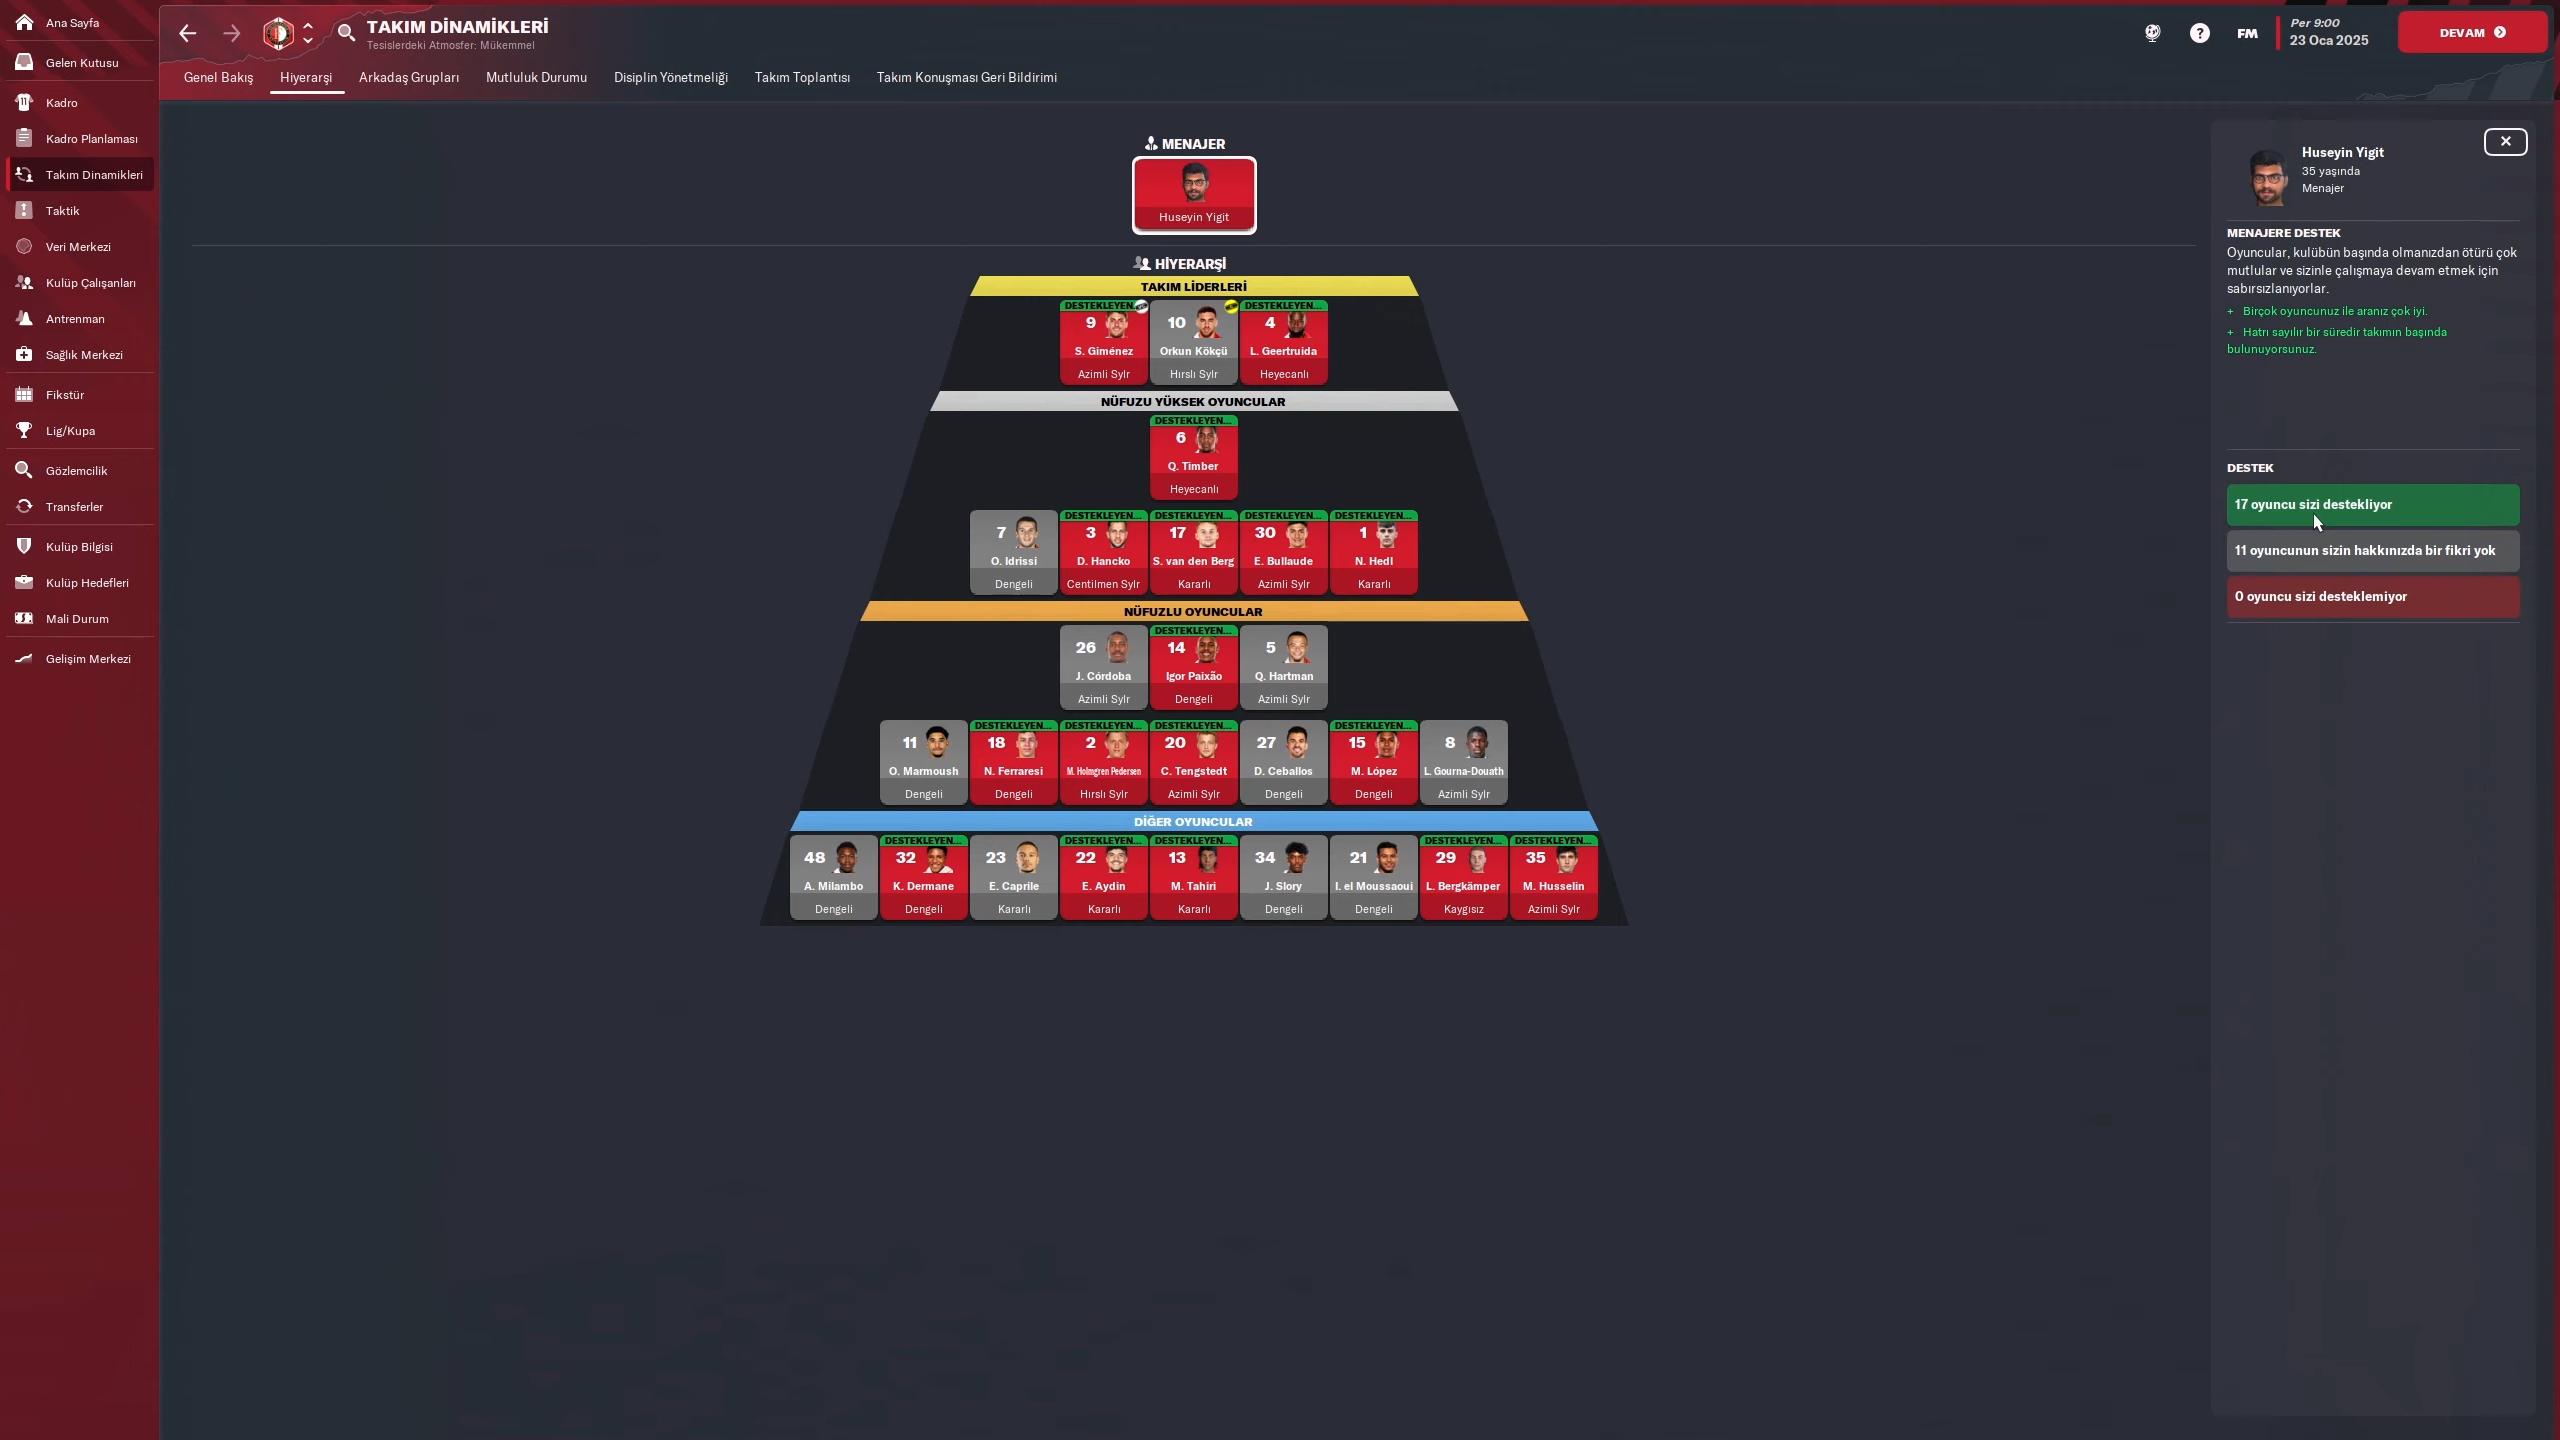 Ana Sayfa
Gelen Kutusu
Kadro
Kadro Planlaması
Takım Dinamikleri
Taktik
Veri Merkezi
Kulüp Çalışanları
Antrenman
Sağlık Merkezi
Fikstür
Lig/Kupa
Gözlemcilik
Transferler
Kulüp Bilgisi
Kulüp Hedefleri
Mali Durum
Gelişim Merkezi
TAKIM DİNAMİKLERİ
Tesislerdeki Atmosfer: Mükemmel
FM
Per 9:00
23 Oca 2025
DEVAM
Genel Bakış Hiyerarşi Arkadaş Grupları Mutluluk Durumu Disiplin Yönetmeliği Takım Toplantısı Takım Konuşması Geri Bildirimi
MENAJER
Huseyin Yigit
HİYERARŞİ
TAKIM LİDERLERİ
DESTEKLEYEN... DESTEKLEYEN...
9 10 4
S. Giménez Orkun Kökçü L. Geertruida
Azimli Sylr Hırslı Sylr Heyecanlı
NÜFUZU YÜKSEK OYUNCULAR
DESTEKLEYEN...
6
Q. Timber
Heyecanlı
DESTEKLEYEN... DESTEKLEYEN... DESTEKLEYEN... DESTEKLEYEN...
7 3 17 30 1
O. Idrissi D. Hancko S. van den Berg E. Bullaude N. Hedl
Dengeli Centilmen Sylr Kararlı Azimli Sylr Kararlı
NÜFUZLU OYUNCULAR
DESTEKLEYEN...
26 14 5
J. Córdoba Igor Paixão Q. Hartman
Azimli Sylr Dengeli Azimli Sylr
DESTEKLEYEN... DESTEKLEYEN... DESTEKLEYEN... DESTEKLEYEN...
11 18 2 20 27 15 8
O. Marmoush N. Ferraresi M. Holmgren Pedersen C. Tengstedt D. Ceballos M. López L. Gourna-Douath
Dengeli Dengeli Hırslı Sylr Azimli Sylr Dengeli Dengeli Azimli Sylr
DİĞER OYUNCULAR
DESTEKLEYEN... DESTEKLEYEN... DESTEKLEYEN... DESTEKLEYEN... DESTEKLEYEN...
48 32 23 22 13 34 21 29 35
A. Milambo K. Dermane E. Caprile E. Aydin M. Tahiri J. Slory I. el Moussaoui L. Bergkämper M. Husselin
Dengeli Dengeli Kararlı Kararlı Kararlı Dengeli Dengeli Kaygısız Azimli Sylr
Huseyin Yigit
35 yaşında
Menajer
MENAJERE DESTEK
Oyuncular, kulübün başında olmanızdan ötürü çok
mutlular ve sizinle çalışmaya devam etmek için
sabırsızlanıyorlar.
+ Birçok oyuncunuz ile aranız çok iyi.
+ Hatrı sayılır bir süredir takımın başında
bulunuyorsunuz.
DESTEK
17 oyuncu sizi destekliyor
11 oyuncunun sizin hakkınızda bir fikri yok
0 oyuncu sizi desteklemiyor